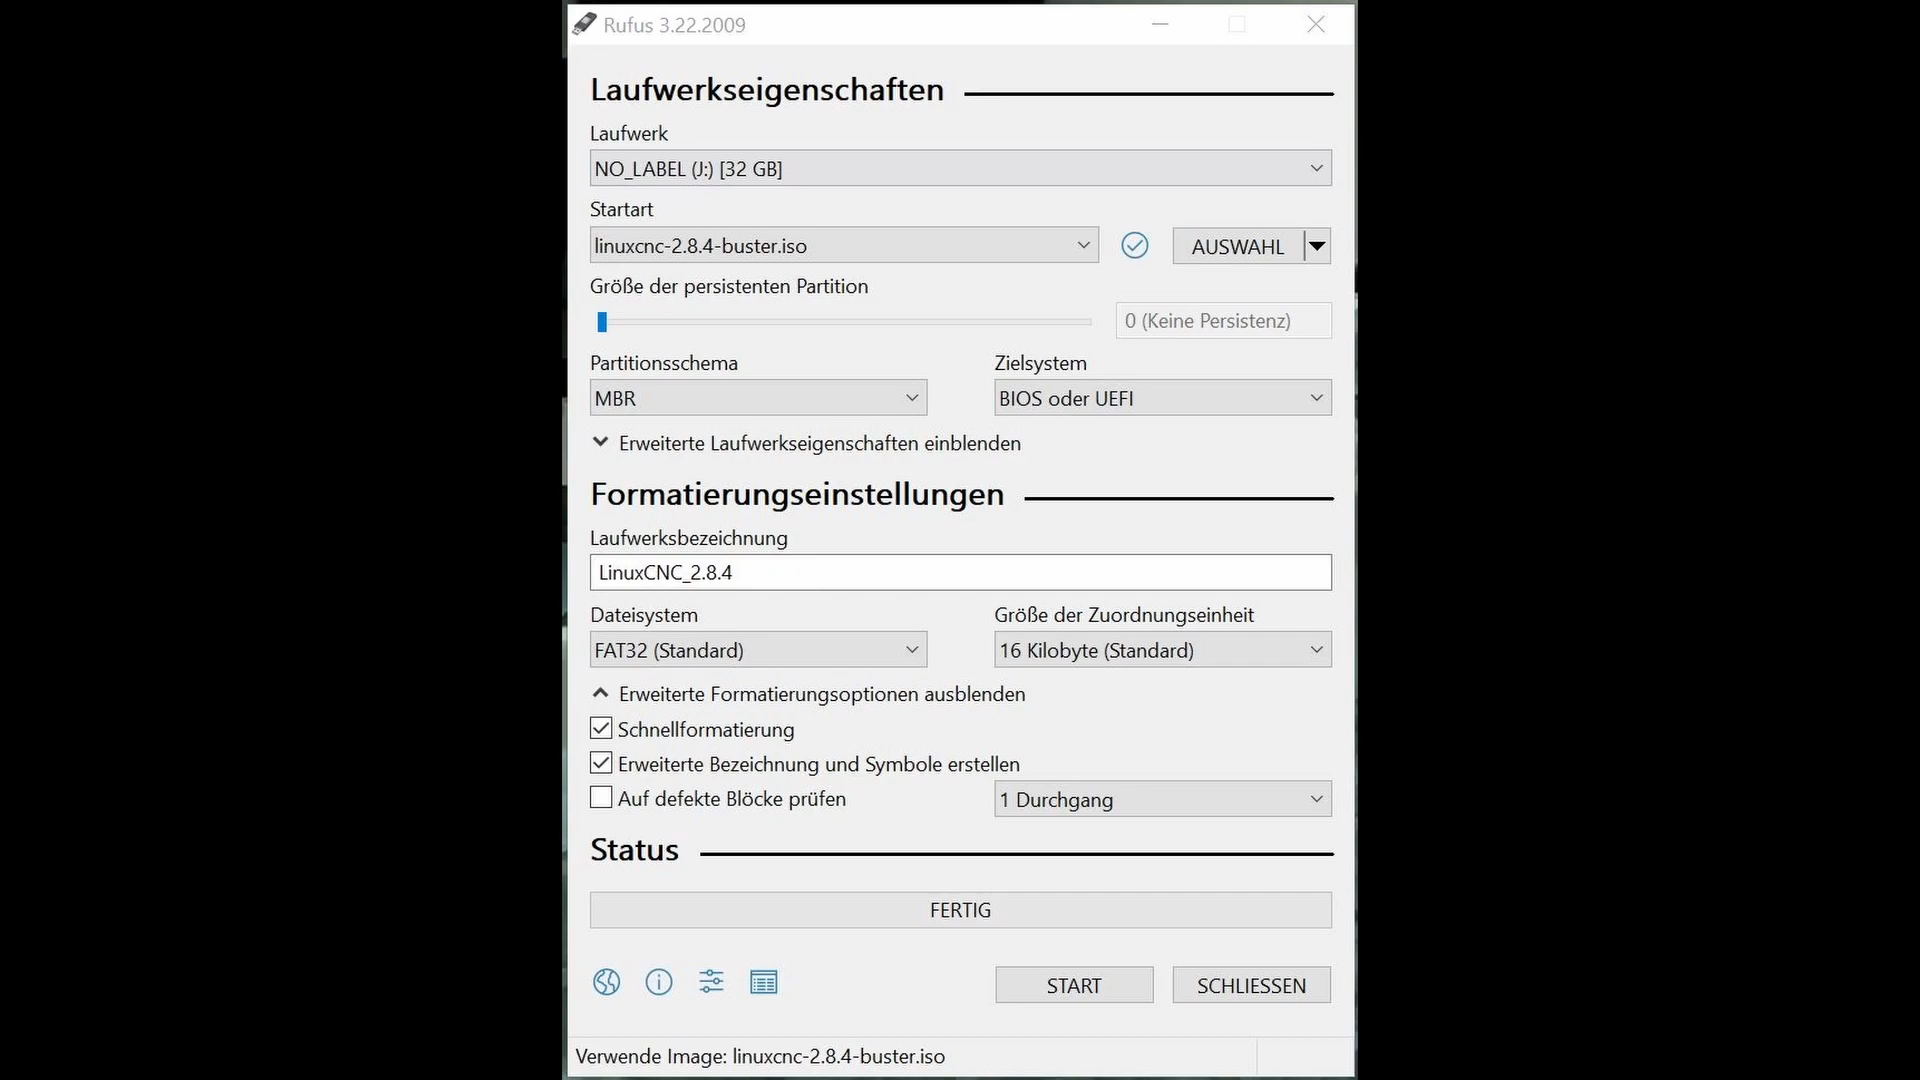 Rufus 3.22.2009
Laufwerkseigenschaften
Laufwerk
NO_LABEL (J:) [32 GB]
Startart
linuxcnc-2.8.4-buster.iso
AUSWAHL
Größe der persistenten Partition
0 (Keine Persistenz)
Partitionsschema
Zielsystem
MBR
BIOS oder UEFI
Erweiterte Laufwerkseigenschaften einblenden
Formatierungseinstellungen
Laufwerksbezeichnung
LinuxCNC_2.8.4
Dateisystem
Größe der Zuordnungseinheit
FAT32 (Standard)
16 Kilobyte (Standard)
Erweiterte Formatierungsoptionen ausblenden
Schnellformatierung
Erweiterte Bezeichnung und Symbole erstellen
Auf defekte Blöcke prüfen
1 Durchgang
Status
FERTIG
START
SCHLIESSEN
Verwende Image: linuxcnc-2.8.4-buster.iso